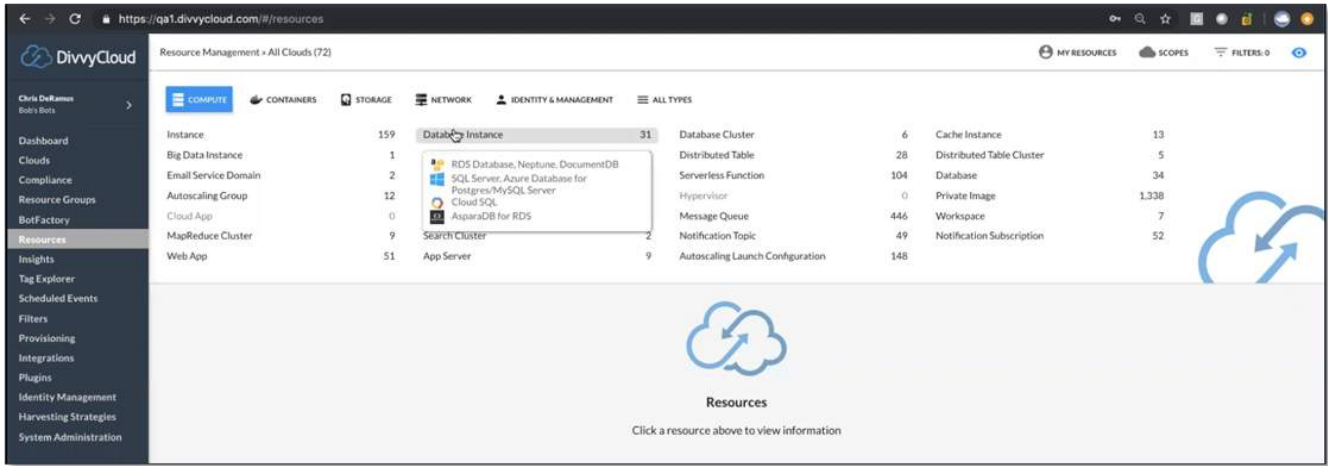 https://qa1.divvycloud.com/#/resources
DivvyCloud
Resource Management » All Clouds (72)
MY RESOURCES
SCOPES
FILTERS: 0
Chris DeRamus
Bob's Bots
Dashboard
Clouds
Compliance
Resource Groups
BotFactory
Resources
Insights
Tag Explorer
Scheduled Events
Filters
Provisioning
Integrations
Plugins
Identity Management
Harvesting Strategies
System Administration
COMPUTE
CONTAINERS
STORAGE
NETWORK
IDENTITY & MANAGEMENT
ALL TYPES
Instance 159
Database Instance 31
Database Cluster 6
Cache Instance 13
Big Data Instance 1
Distributed Table 28
Distributed Table Cluster 5
Email Service Domain 2
Serverless Function 104
Database 34
Autoscaling Group 12
Hypervisor 0
Private Image 1,338
Cloud App 0
Message Queue 446
Workspace 7
MapReduce Cluster 9
Search Cluster 2
Notification Topic 49
Notification Subscription 52
Web App 51
App Server 9
Autoscaling Launch Configuration 148
RDS Database, Neptune, DocumentDB
SQL Server, Azure Database for
Postgres/MySQL Server
Cloud SQL
AsparaDB for RDS
Resources
Click a resource above to view information